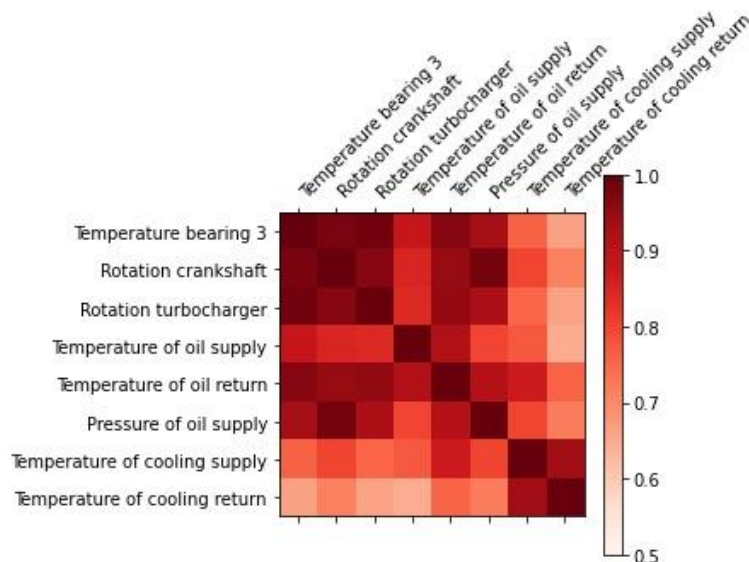 Temperature bearing 3
Rotation crankshaft
Rotation turbocharger
Temperature of oil supply
Temperature of oil return
Pressure of oil supply
Temperature of cooling supply
Temperature of cooling return
Temperature bearing 3
Rotation crankshaft
Rotation turbocharger
Temperature of oil supply
Temperature of oil return
Pressure of oil supply
Temperature of cooling supply
Temperature of cooling return
1.0
0.9
0.8
0.7
0.6
0.5